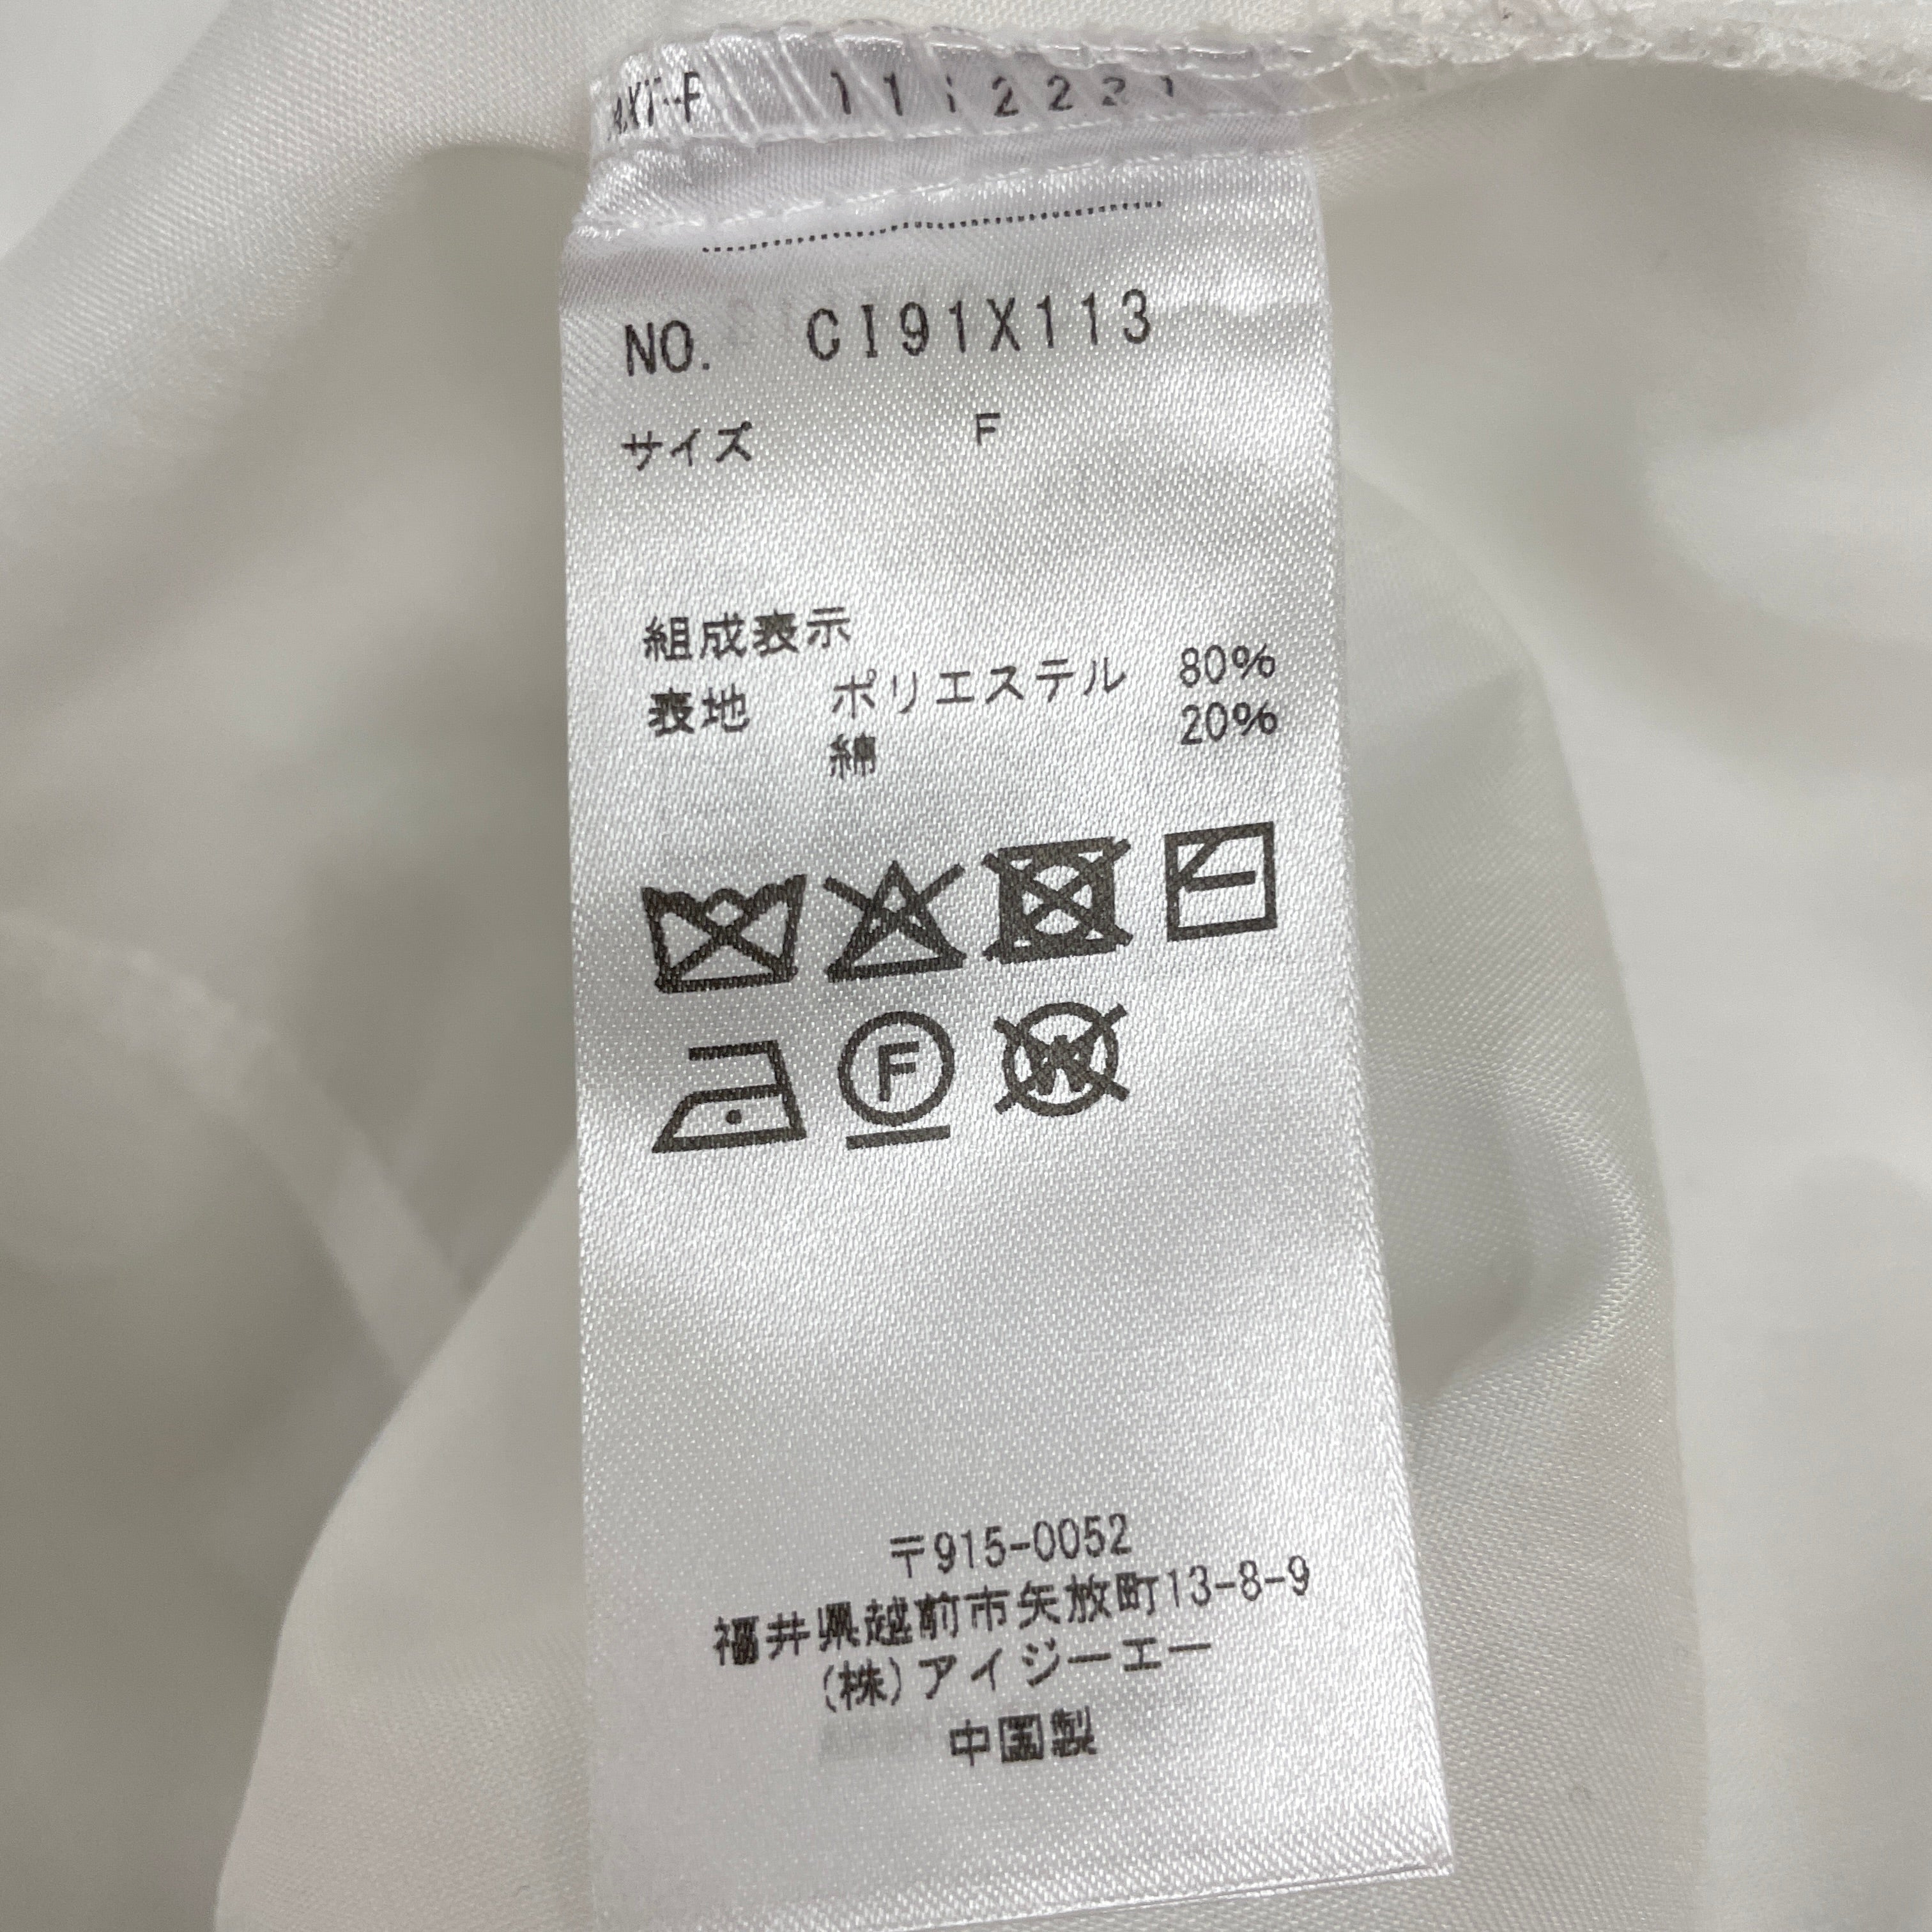 NO. CI91X113
サイズ F
組成表示
表地 ポリエステル 80%
綿 20%
F
W
〒915-0052
福井県越前市矢放町13-8-9
(株)アイジーエー
中国製